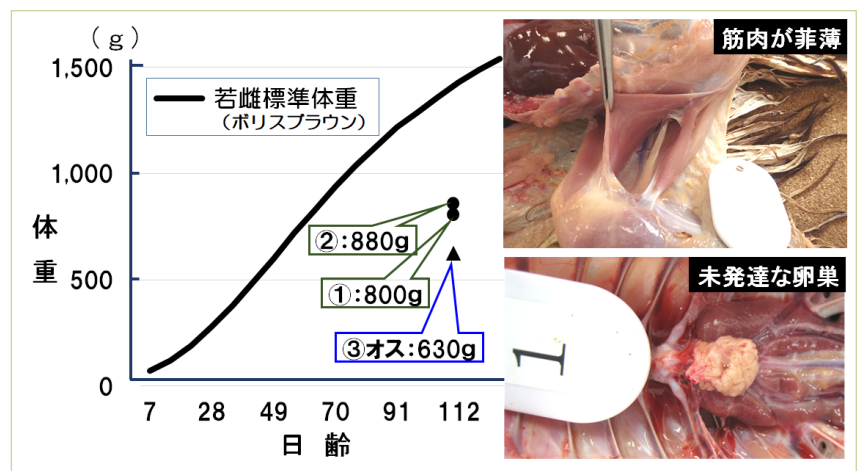 (g)
1,500
1,000
500
0
体重
若雌標準体重
(ボリスブラウン)
②:880g
①:800g
③オス:630g
7 28 49 70 91 112
日 齢
筋肉が菲薄
未発達な卵巣
1